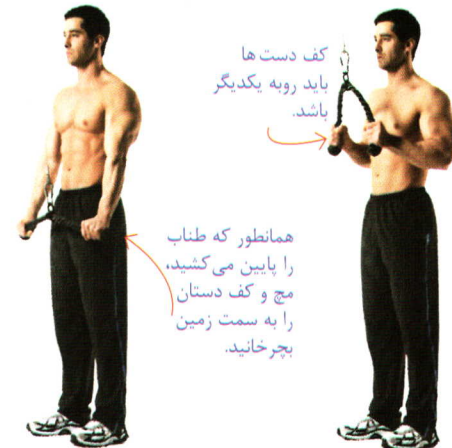 کف دست‌ها
باید روبه یکدیگر
باشد.
همانطور که طناب
را پایین می‌کشید،
مچ و کف دستان
را به سمت زمین
بچرخانید.